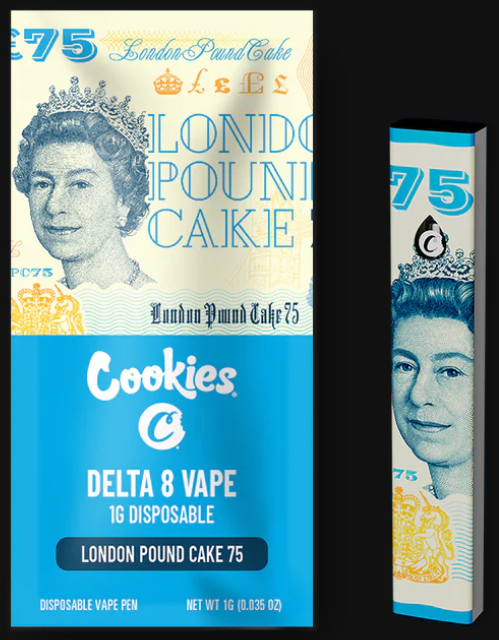 £75 London Pound Cake
LONDO
POUN
CAKE
PC75
London Pound Cake 75
Cookies
C
DELTA 8 VAPE
1G DISPOSABLE
LONDON POUND CAKE 75
DISPOSABLE VAPE PEN NET WT 1G (0.035 OZ)
75
C
75